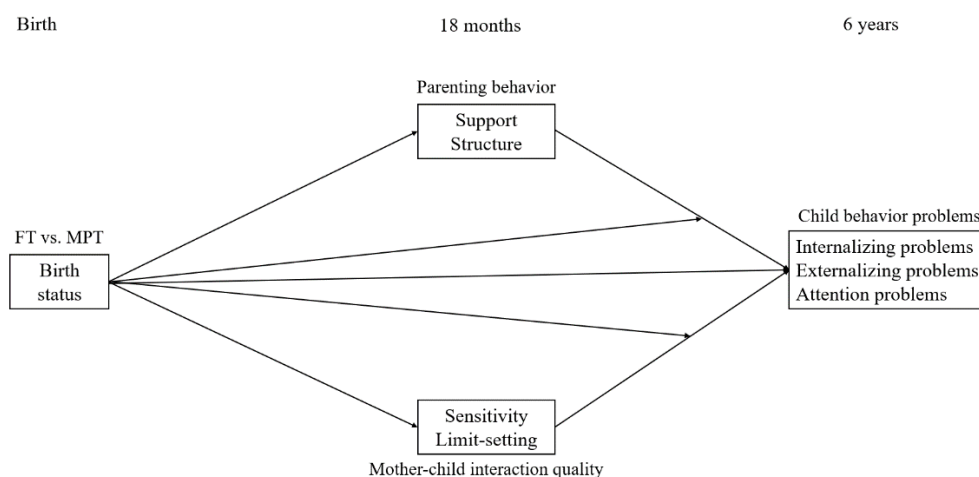 Birth
18 months
6 years
Parenting behavior
Support
Structure
FT vs. MPT
Birth
status
Child behavior problems
Internalizing problems
Externalizing problems
Attention problems
Sensitivity
Limit-setting
Mother-child interaction quality